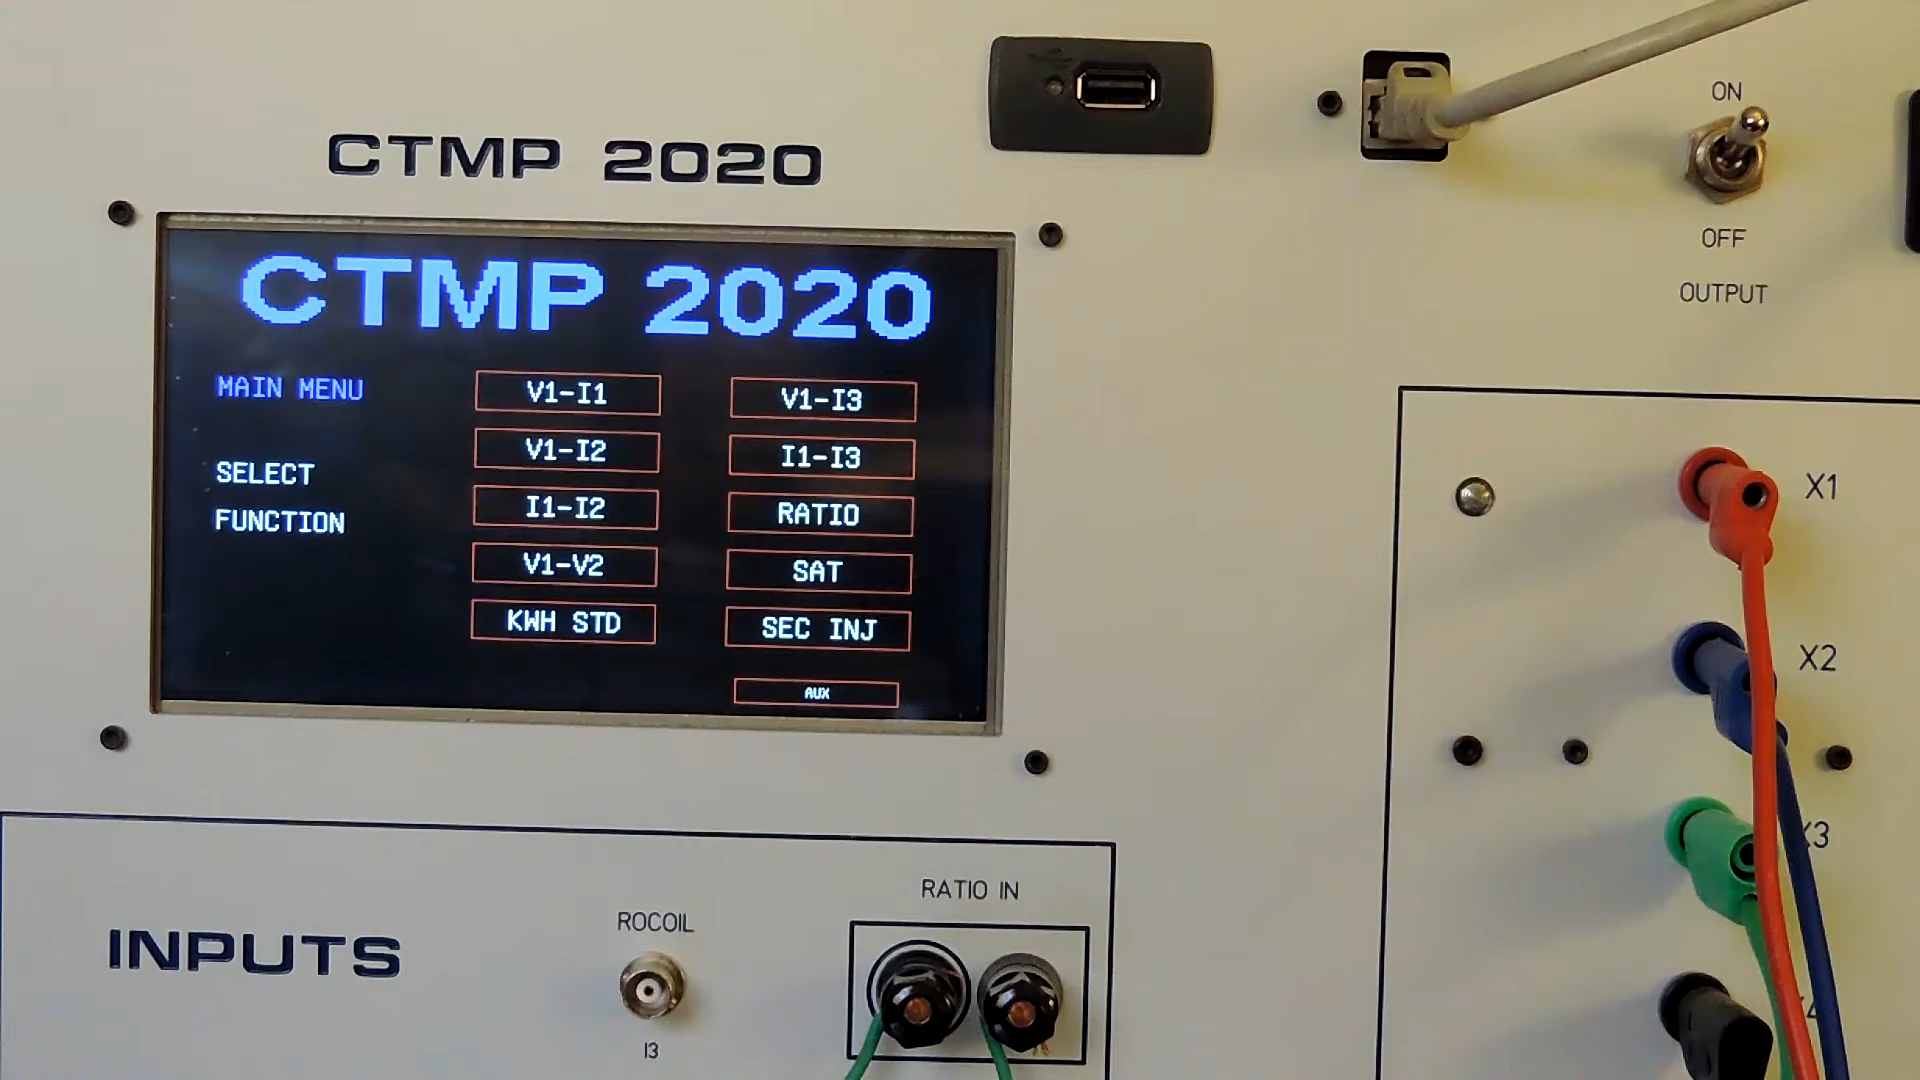 CTMP 2020
ON
OFF
OUTPUT
CTMP 2020
MAIN MENU
SELECT
FUNCTION
V1-I1
V1-I3
V1-I2
I1-I3
I1-I2
RATIO
V1-V2
SAT
KWH STD
SEC INJ
AUX
X1
X2
X3
INPUTS
ROCOIL
I3
RATIO IN